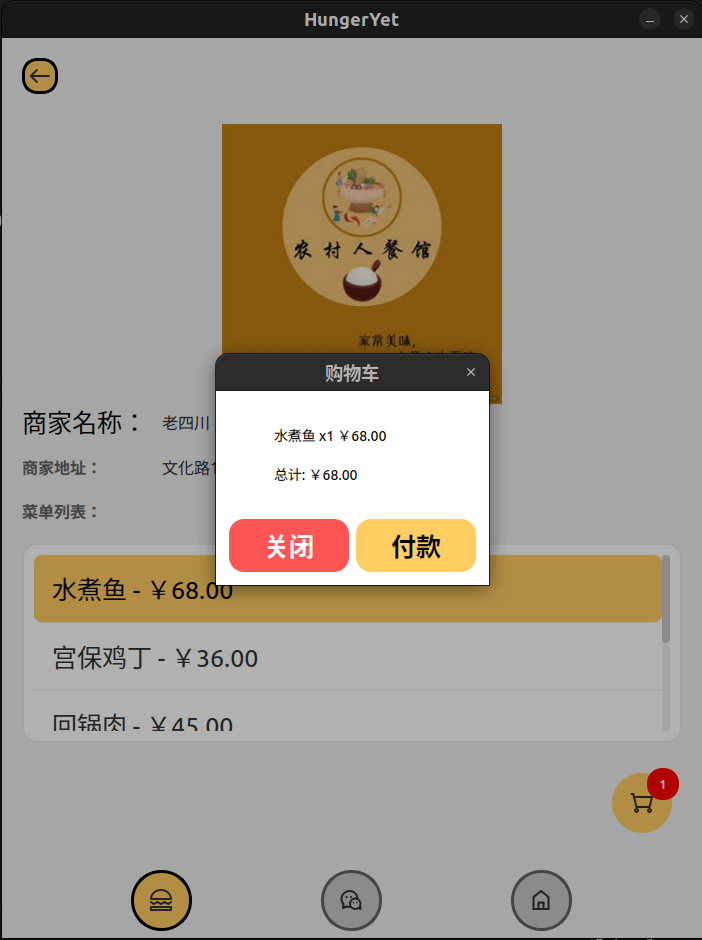 HungerYet
农村人餐馆
家常美味,
购物车
水煮鱼 x1 ￥68.00
总计: ￥68.00
关闭 付款
商家名称： 老四川
商家地址： 文化路
菜单列表：
水煮鱼 - ￥68.00
宫保鸡丁 - ￥36.00
回锅肉 - ￥45.00
1